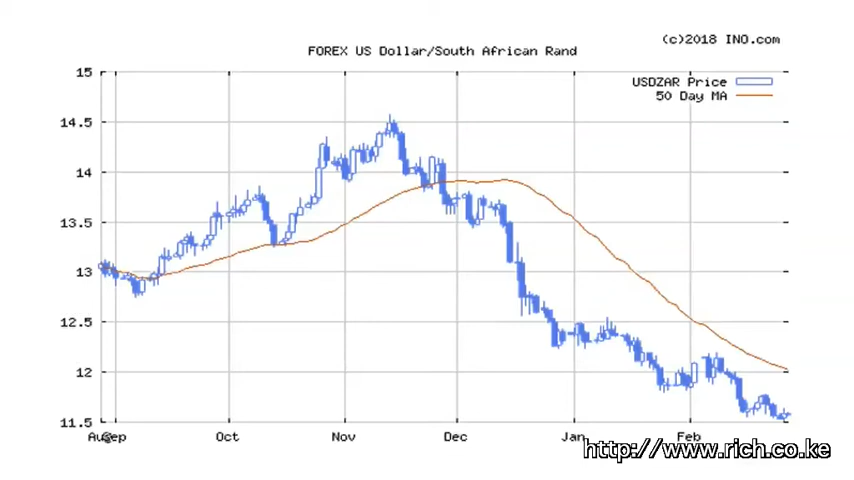 (c)2018 INO.com
FOREX US Dollar/South African Rand
USDZAR Price
50 Day MA
15
14.5
14
13.5
13
12.5
12
11.5
Sep Oct Nov Dec Jan Feb
http://www.rich.co.ke